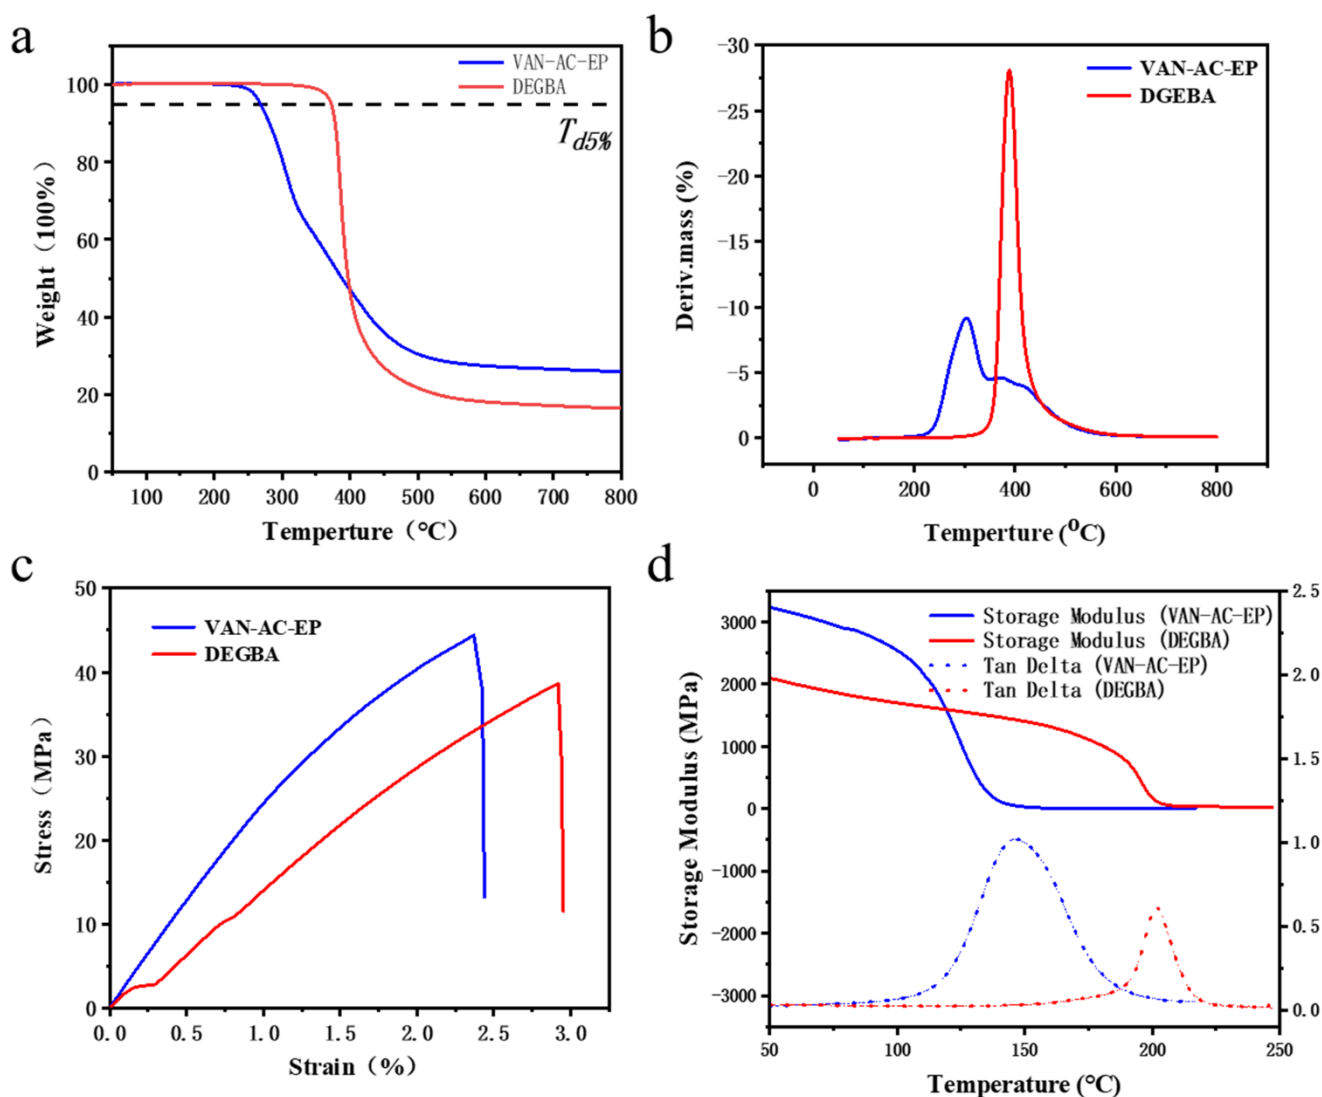 a
VAN-AC-EP
DEGBA
Td5%
100
80
60
40
20
0
Weight（100%）
100 200 300 400 500 600 700 800
Temperture（°C）
b
VAN-AC-EP
DGEBA
-30
-25
-20
-15
-10
-5
0
Deriv.mass (%)
0 200 400 600 800
Temperture (⁰C)
c
VAN-AC-EP
DEGBA
50
40
30
20
10
0
Stress（MPa）
0.0 0.5 1.0 1.5 2.0 2.5 3.0
Strain（%）
d
Storage Modulus (VAN-AC-EP)
Storage Modulus (DEGBA)
Tan Delta (VAN-AC-EP)
Tan Delta (DEGBA)
3000
2000
1000
0
-1000
-2000
-3000
Storage Modulus (MPa)
2.5
2.0
1.5
1.0
0.5
0.0
50 100 150 200 250
Temperature (°C)